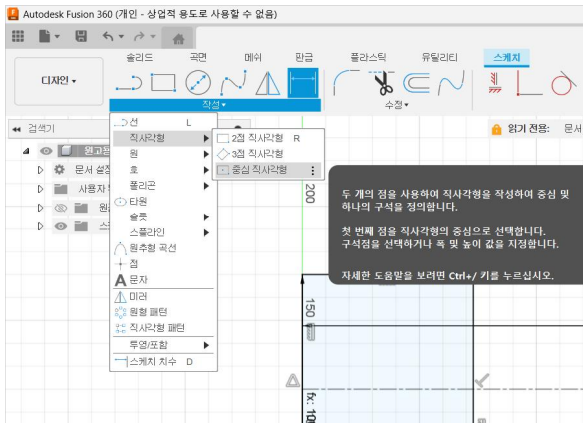 Autodesk Fusion 360 (개인 - 상업적 용도로 사용할 수 없음)
솔리드 곡면 메쉬 판금 플라스틱 유틸리티 스케치
디자인
작성 수정
검색기
읽기 전용: 문서
선 L
직사각형
원
호
폴리곤
타원
슬롯
스플라인
원추형 곡선
점
A 문자
미러
원형 패턴
직사각형 패턴
투영/포함
스케치 치수 D
2점 직사각형 R
3점 직사각형
중심 직사각형
문서 설정
사용자
두 개의 점을 사용하여 직사각형을 작성하여 중심 및
하나의 구석을 정의합니다.
첫 번째 점을 직사각형의 중심으로 선택합니다.
구석점을 선택하거나 폭 및 높이 값을 지정합니다.
자세한 도움말을 보려면 Ctrl+/ 키를 누르십시오.
200
150
fx: 10